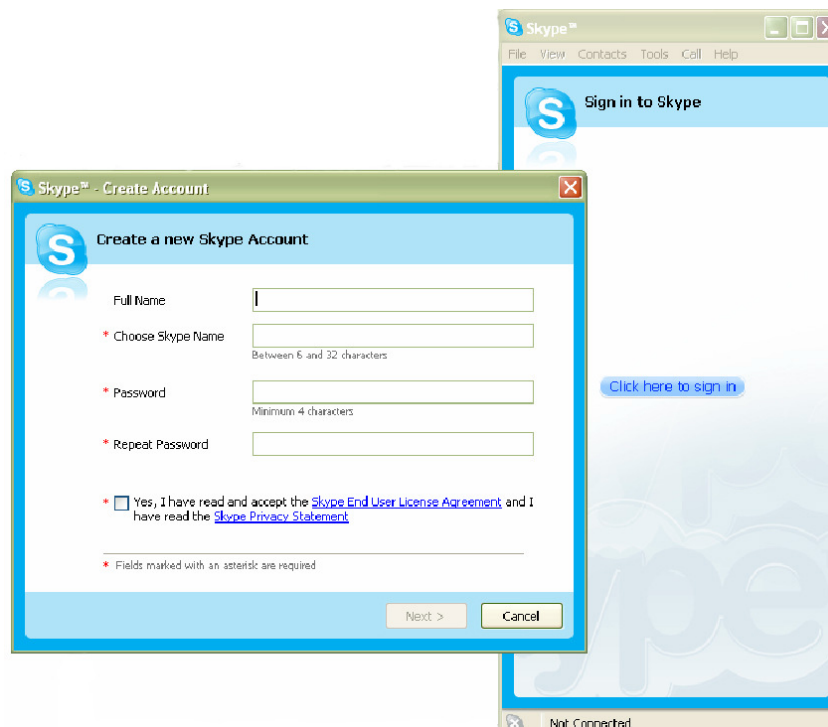 Skype™
File View Contacts Tools Call Help
Sign in to Skype
Click here to sign in
Not Connected
Skype™ - Create Account
Create a new Skype Account
Full Name
* Choose Skype Name
Between 6 and 32 characters
* Password
Minimum 4 characters
* Repeat Password
* Yes, I have read and accept the Skype End User License Agreement and I
have read the Skype Privacy Statement
* Fields marked with an asterisk are required
Next > Cancel